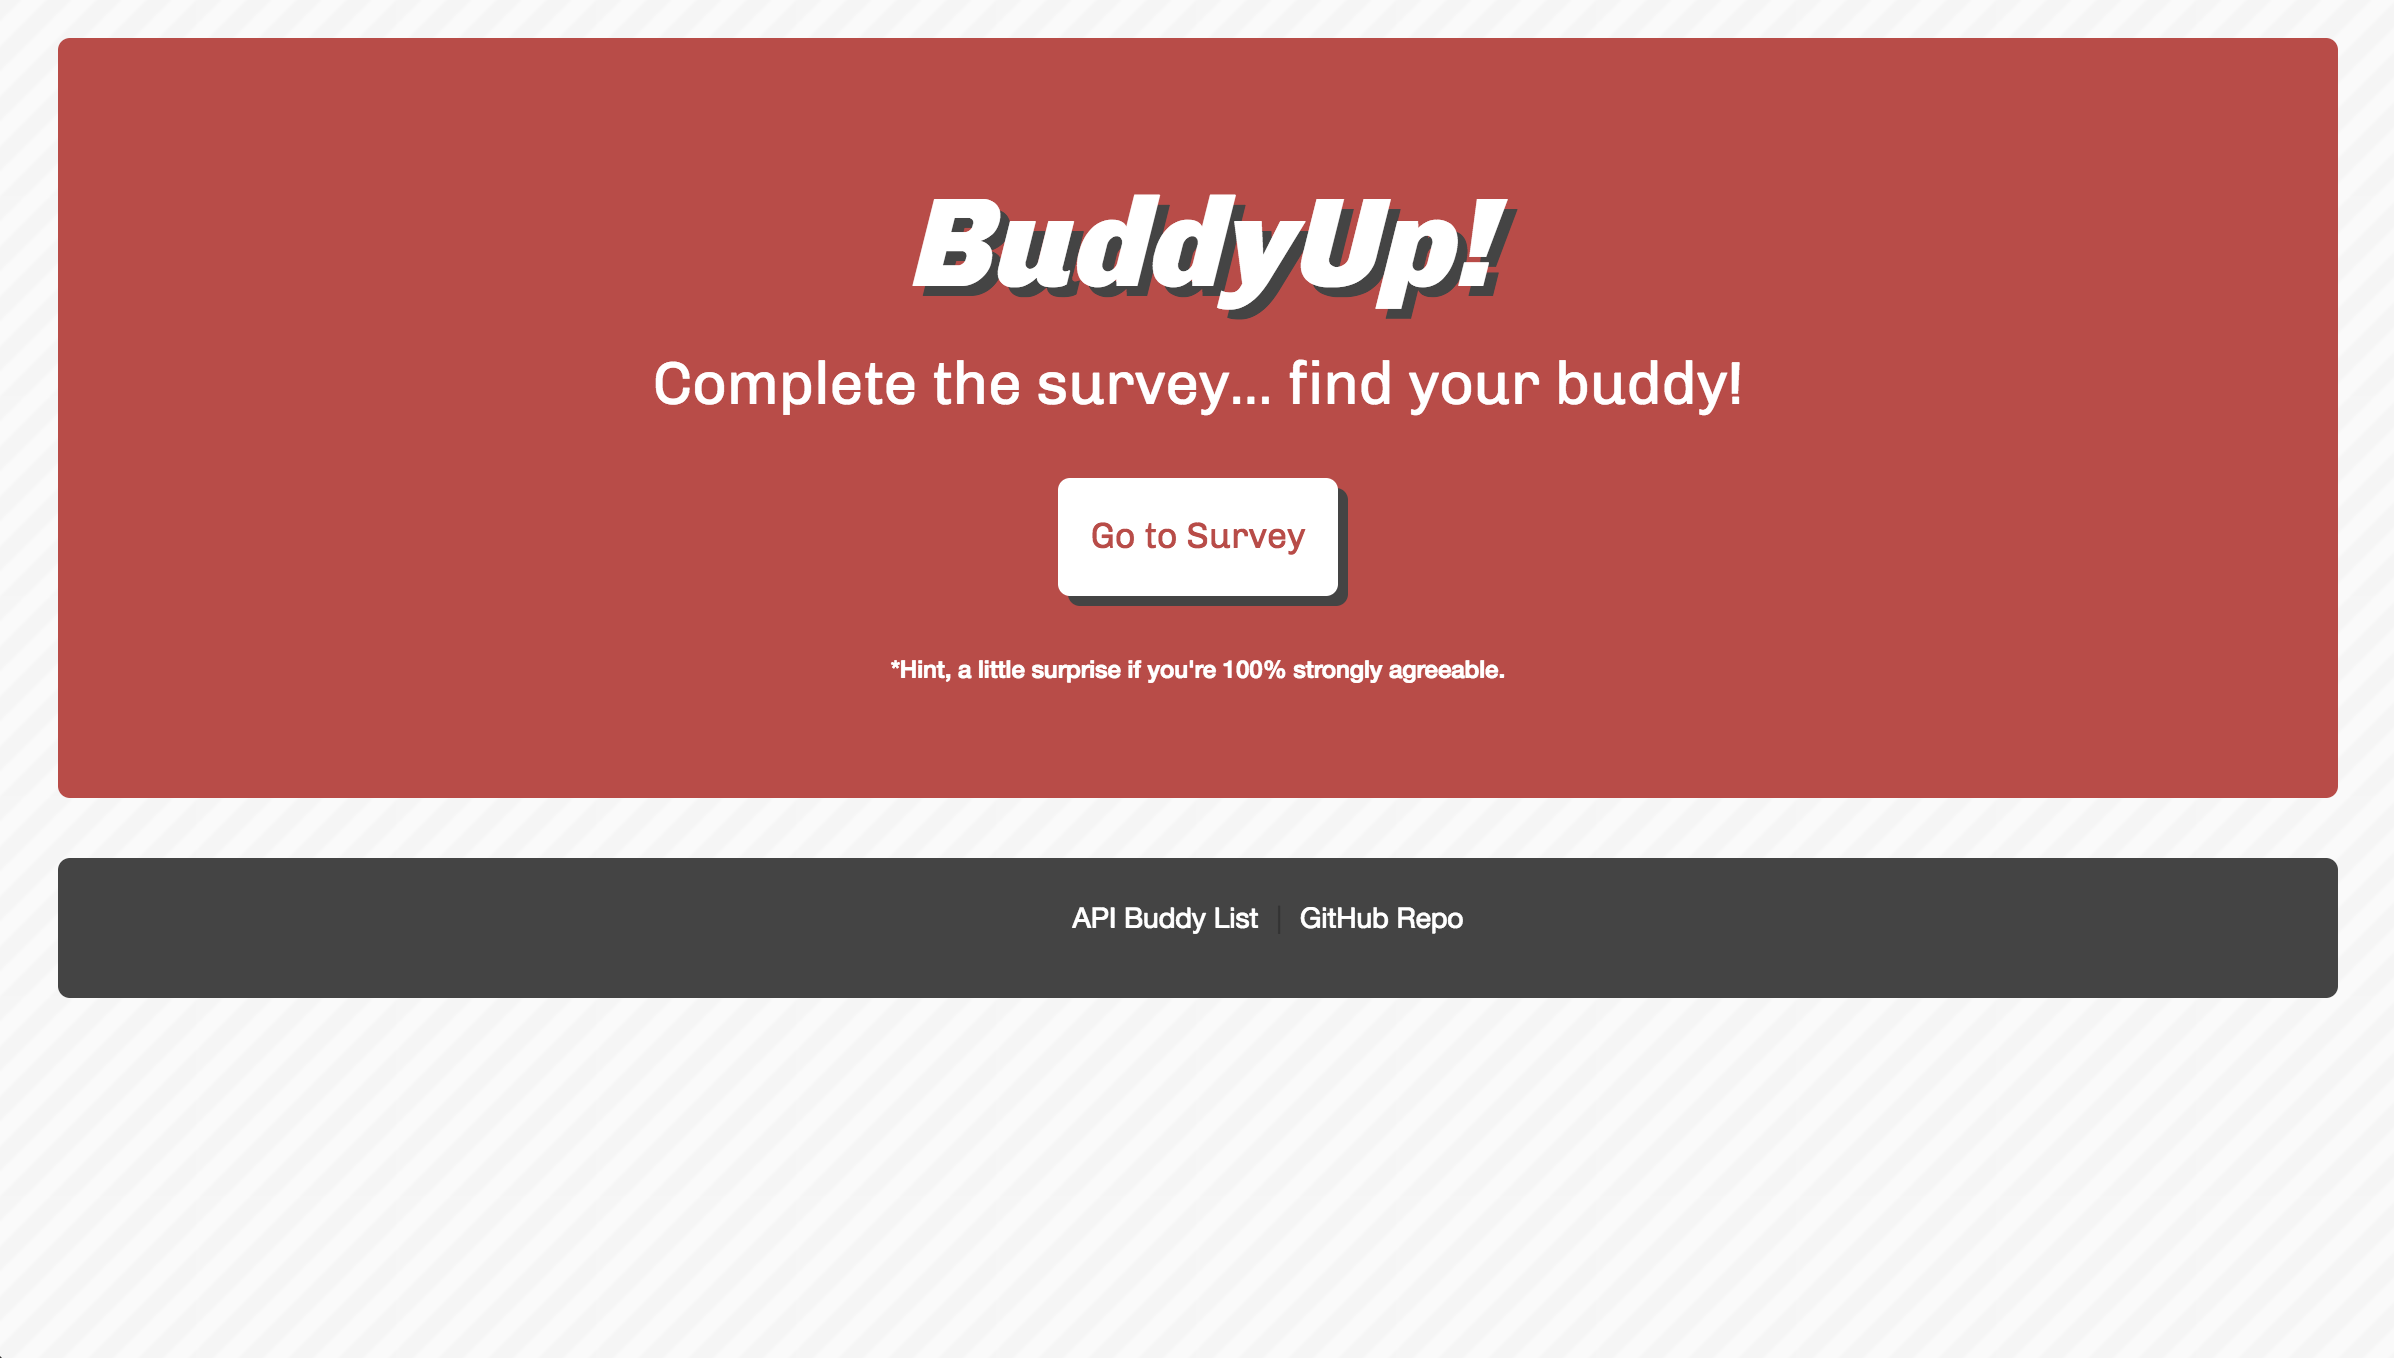 BuddyUp!
Complete the survey... find your buddy!
Go to Survey
*Hint, a little surprise if you're 100% strongly agreeable.
API Buddy List | GitHub Repo